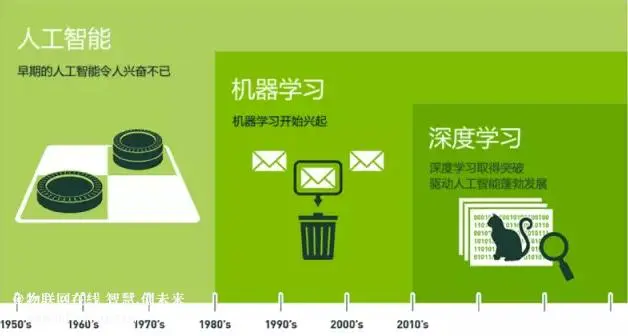 人工智能
早期的人工智能令人兴奋不已
机器学习
机器学习开始兴起
深度学习
深度学习取得突破
驱动人工智能蓬勃发展
@物联网在线 智慧,创未来
1950's
1960's
1970's
1980's
1990's
2000's
2010's